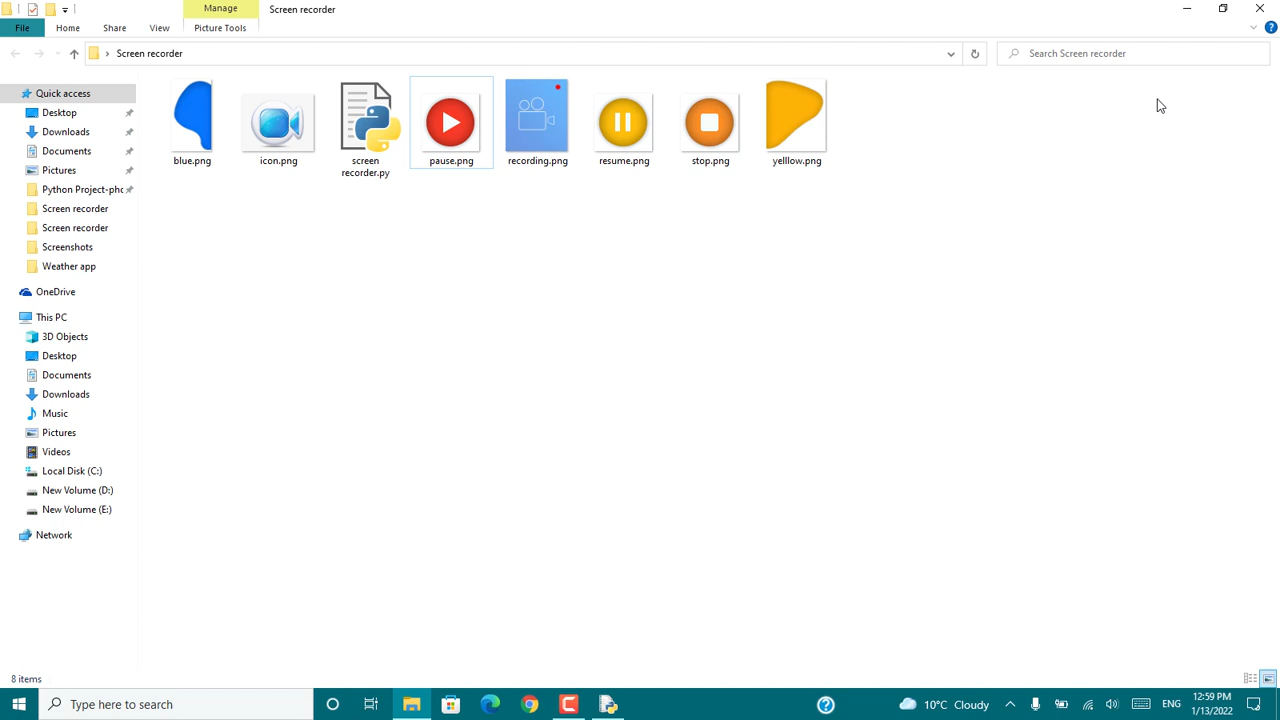 Manage
Screen recorder
File
Home
Share
View
Picture Tools
Screen recorder
Search Screen recorder
Quick access
Desktop
Downloads
Documents
Pictures
Python Project-phc
Screen recorder
Screen recorder
Screenshots
Weather app
OneDrive
This PC
3D Objects
Desktop
Documents
Downloads
Music
Pictures
Videos
Local Disk (C:)
New Volume (D:)
New Volume (E:)
Network
blue.png
icon.png
screen
recorder.py
pause.png
recording.png
resume.png
stop.png
yelllow.png
8 items
Type here to search
10°C Cloudy
ENG
12:59 PM
1/13/2022